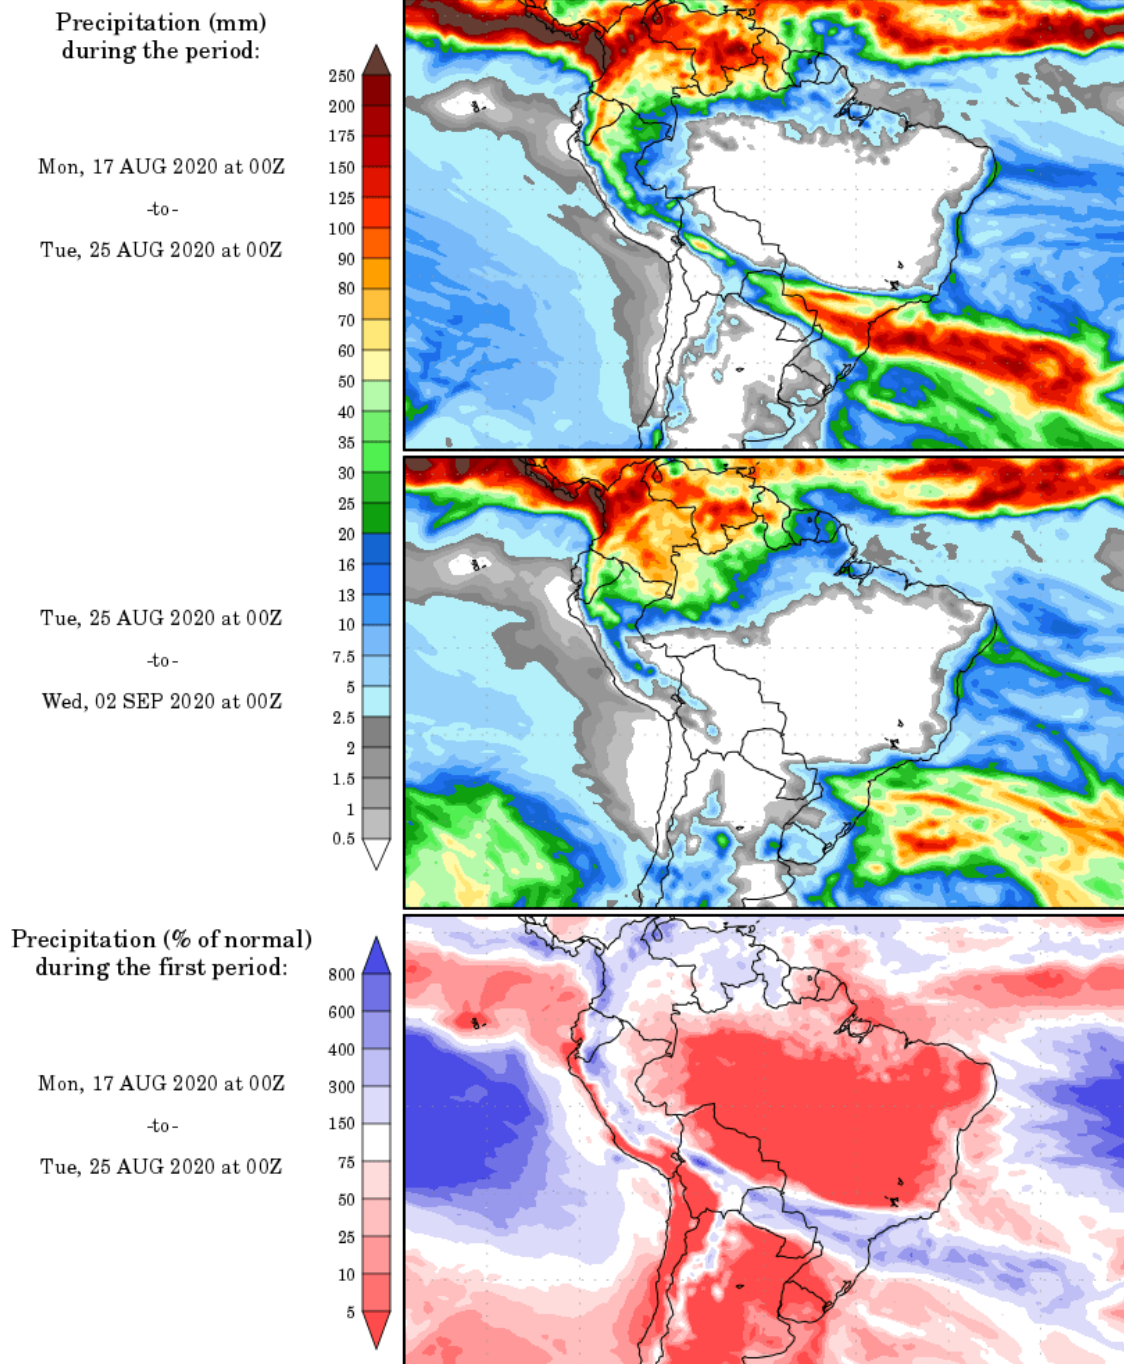 Precipitation (mm)
during the period:
250
200
175
150
125
100
90
80
70
60
50
40
35
30
25
20
16
13
10
7.5
5
2.5
2
1.5
1
0.5
Mon, 17 AUG 2020 at 00Z
-to-
Tue, 25 AUG 2020 at 00Z
Tue, 25 AUG 2020 at 00Z
-to-
Wed, 02 SEP 2020 at 00Z
Precipitation (% of normal)
during the first period:
800
600
400
300
150
75
50
25
10
5
Mon, 17 AUG 2020 at 00Z
-to-
Tue, 25 AUG 2020 at 00Z